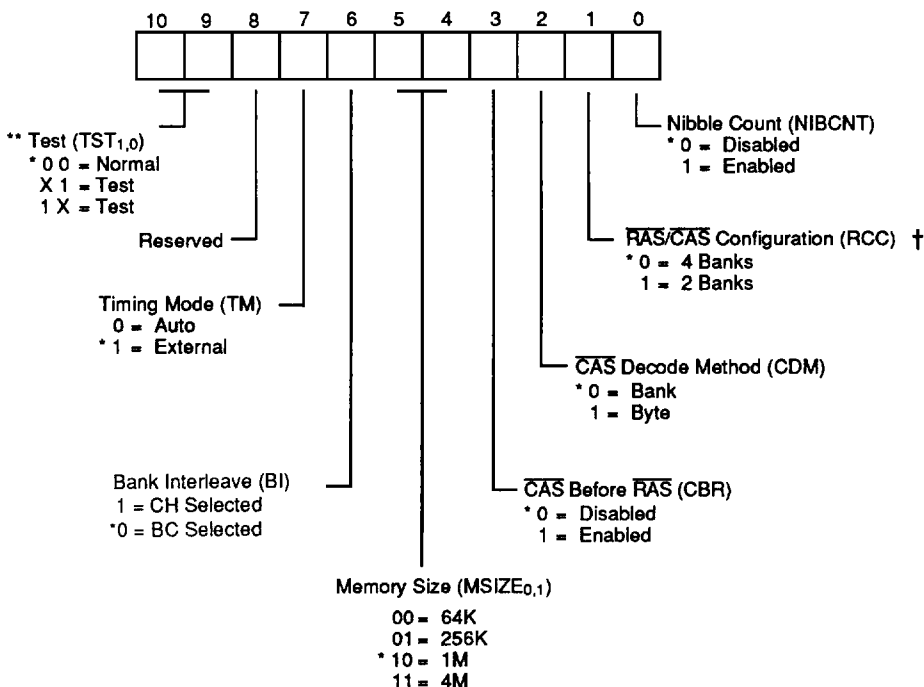 10 9 8 7 6 5 4 3 2 1 0
** Test (TST1,0)
* 0 0 = Normal
X 1 = Test
1 X = Test
Reserved
Timing Mode (TM)
0 = Auto
* 1 = External
Bank Interleave (BI)
1 = CH Selected
*0 = BC Selected
Memory Size (MSIZE0,1)
00 = 64K
01 = 256K
* 10 = 1M
11 = 4M
CAS Before RAS (CBR)
* 0 = Disabled
1 = Enabled
CAS Decode Method (CDM)
* 0 = Bank
1 = Byte
RAS/CAS Configuration (RCC) †
* 0 = 4 Banks
1 = 2 Banks
Nibble Count (NIBCNT)
* 0 = Disabled
1 = Enabled